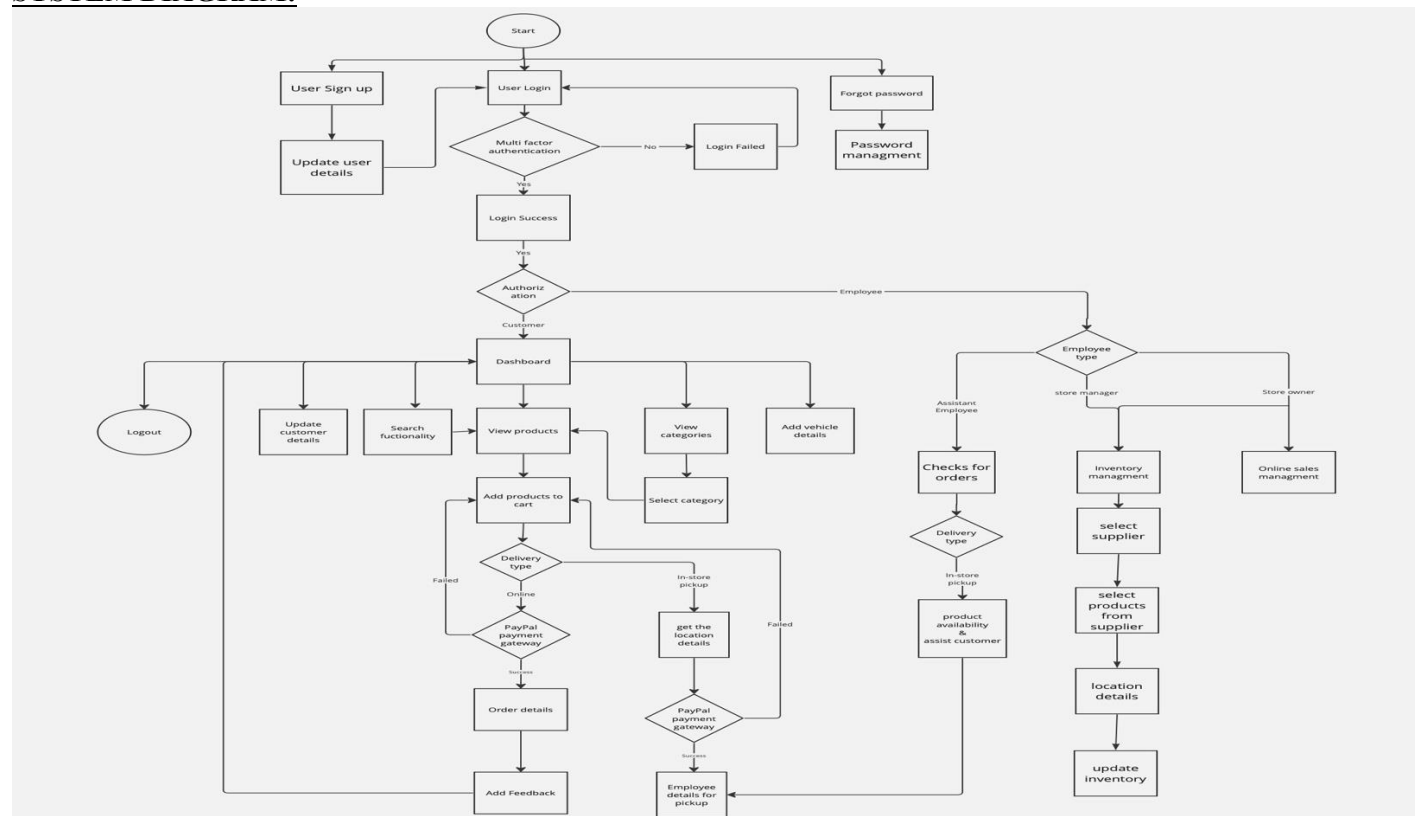 SYSTEM DIAGRAM:
Start
User Sign up
User Login
Forgot password
Multi factor
authentication
No
Login Failed
Password
managment
Update user
details
Yes
Login Success
Yes
Authoriz
ation
Employee
Customer
Dashboard
Employee
type
Assistant
Employee
store manager
Store owner
Logout
Update
customer
details
Search
fuctionality
View products
View
categories
Add vehicle
details
Checks for
orders
Inventory
managment
Online sales
managment
Add products to
cart
Select category
Delivery
type
select
supplier
Delivery
type
Failed
Online
In-store
pickup
In-store
pickup
select
products
from
supplier
PayPal
payment
gateway
get the
location
details
Failed
product
availability
&
assist customer
Success
Order details
PayPal
payment
gateway
location
details
Success
Add Feedback
Employee
details for
pickup
update
inventory